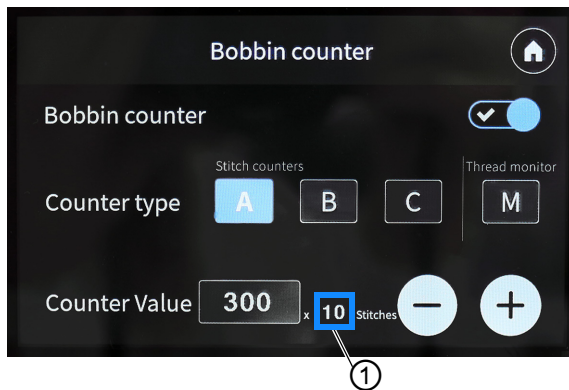 Bobbin counter
Bobbin counter
Stitch counters
Thread monitor
Counter type A B C M
Counter Value 300 x 10 Stitches − +
1